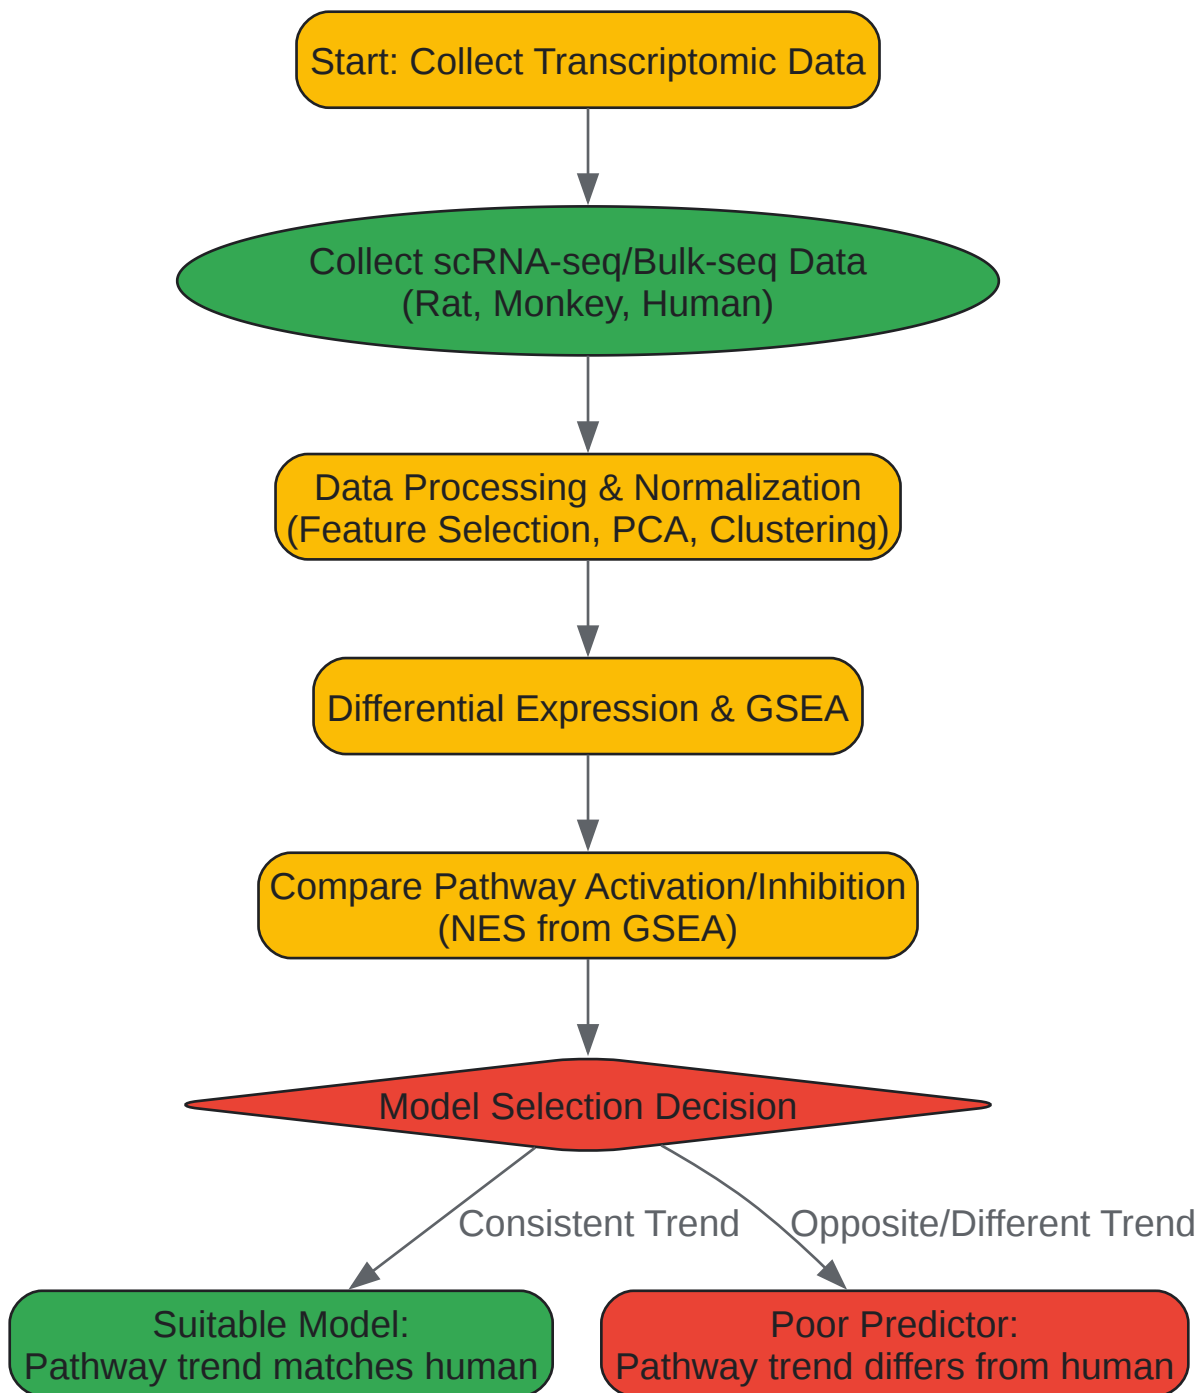 Start: Collect Transcriptomic Data
Collect scRNA-seq/Bulk-seq Data
(Rat, Monkey, Human)
Data Processing & Normalization
(Feature Selection, PCA, Clustering)
Differential Expression & GSEA
Compare Pathway Activation/Inhibition
(NES from GSEA)
Model Selection Decision
Consistent Trend
Opposite/Different Trend
Suitable Model:
Pathway trend matches human
Poor Predictor:
Pathway trend differs from human